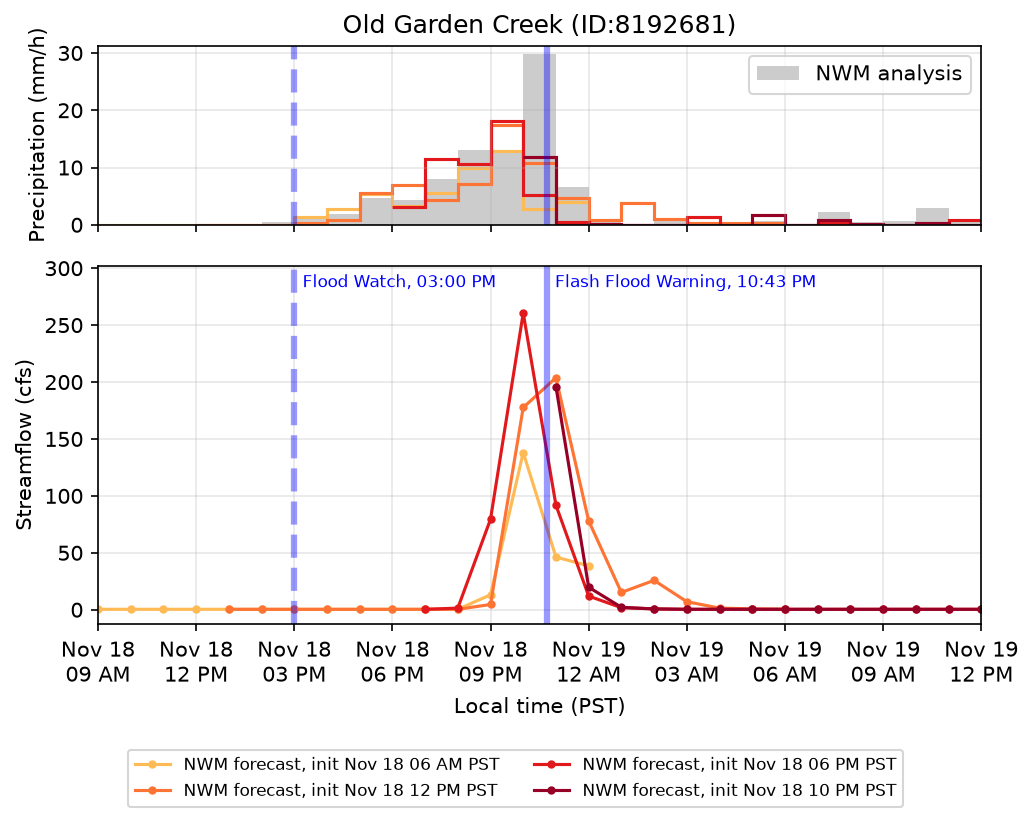 Old Garden Creek (ID:8192681)
Precipitation (mm/h)
30
20
10
0
NWM analysis
Streamflow (cfs)
300
250
200
150
100
50
0
Flood Watch, 03:00 PM
Flash Flood Warning, 10:43 PM
Nov 18 Nov 18 Nov 18 Nov 18 Nov 18 Nov 19 Nov 19 Nov 19 Nov 19 Nov 19
09 AM 12 PM 03 PM 06 PM 09 PM 12 AM 03 AM 06 AM 09 AM 12 PM
Local time (PST)
NWM forecast, init Nov 18 06 AM PST
NWM forecast, init Nov 18 12 PM PST
NWM forecast, init Nov 18 06 PM PST
NWM forecast, init Nov 18 10 PM PST